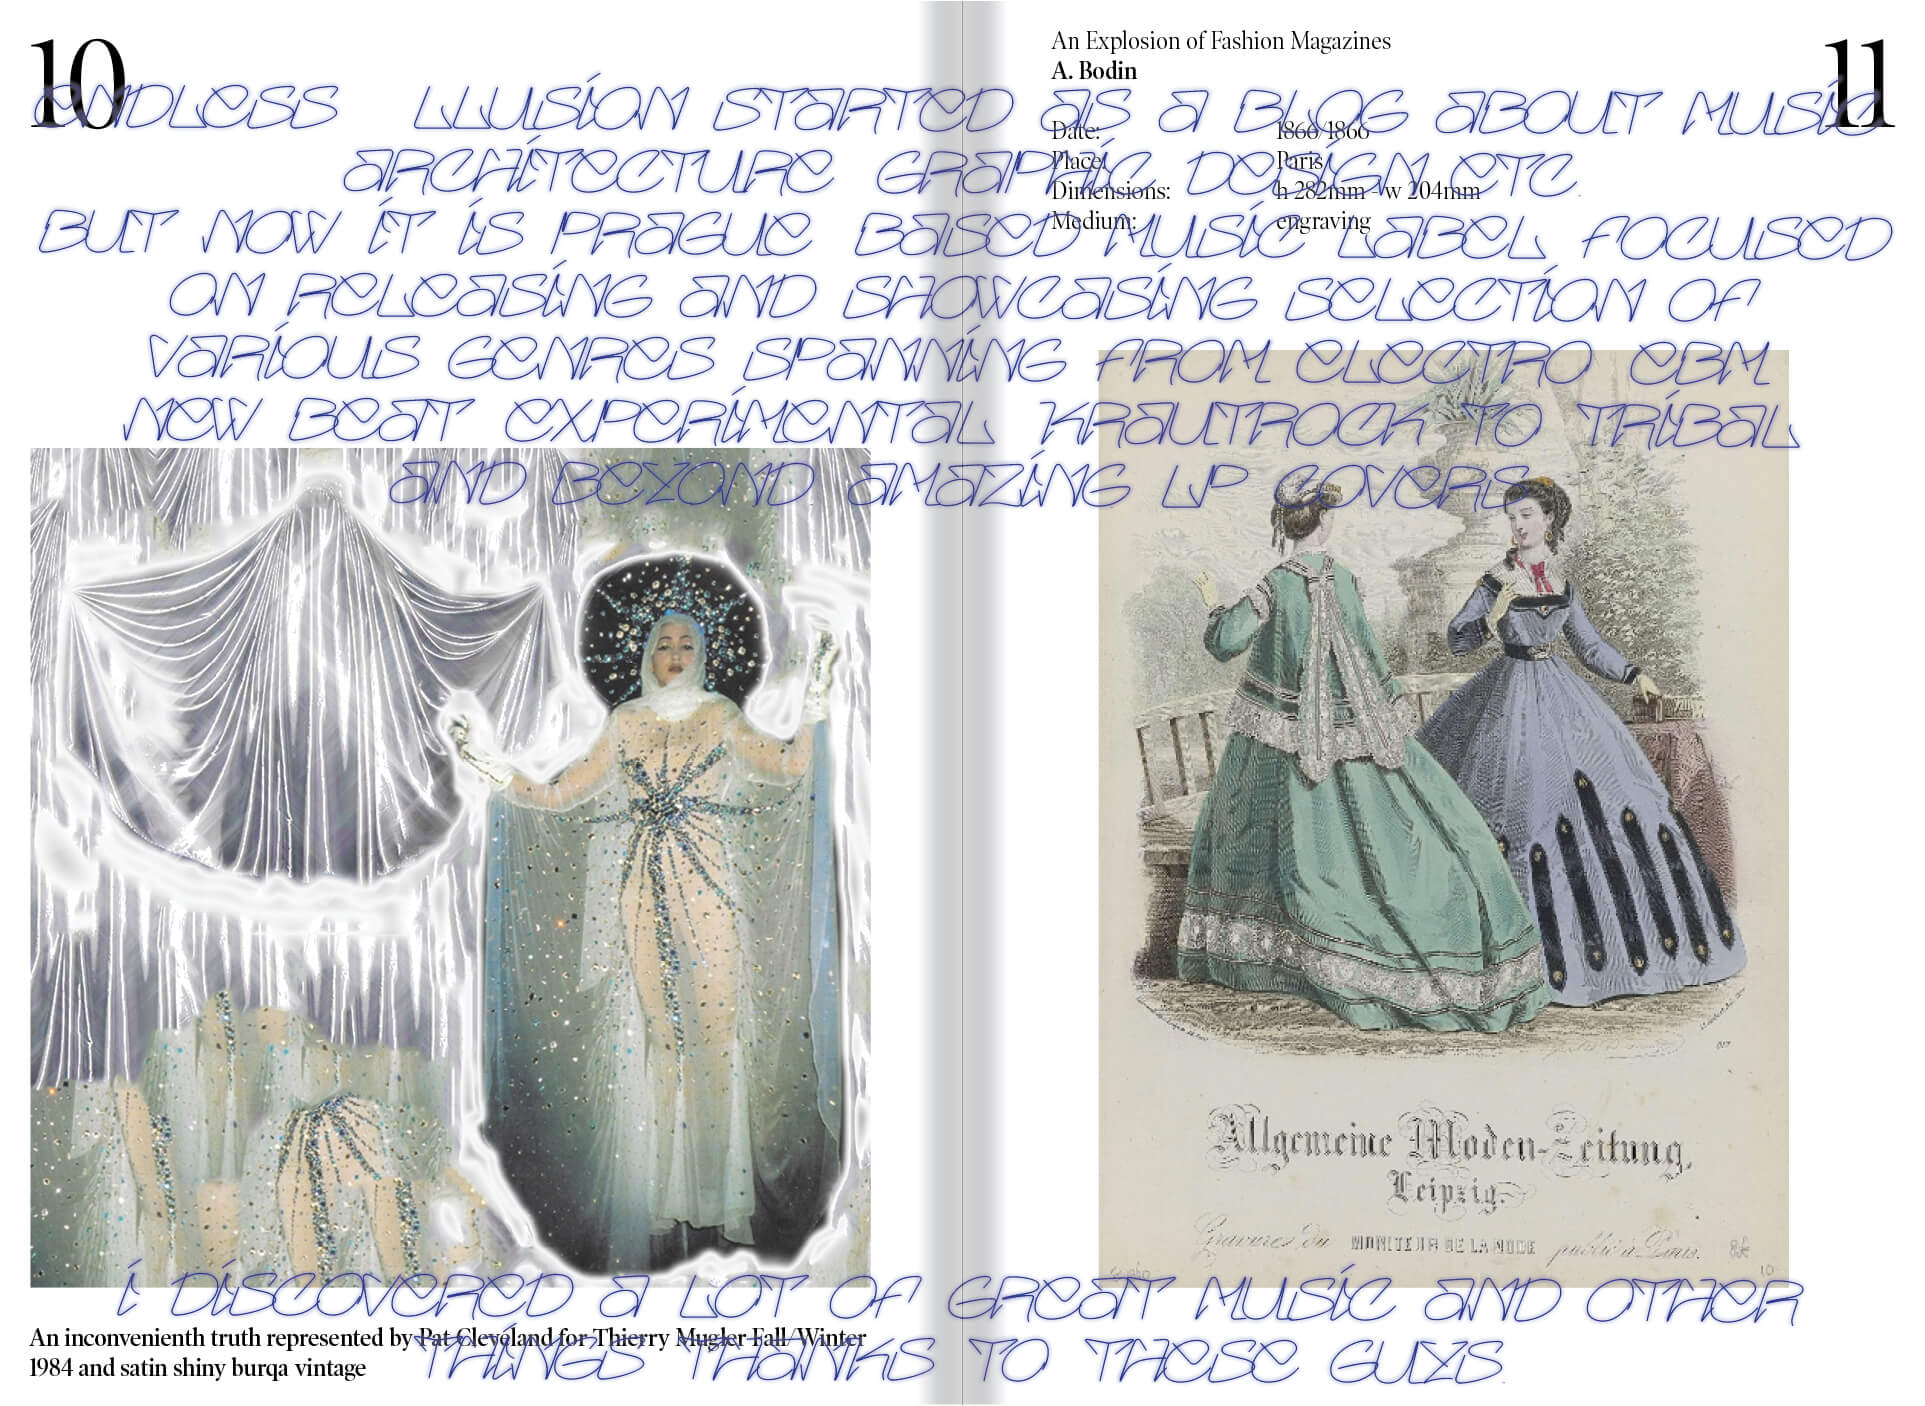 10
11
An Explosion of Fashion Magazines
A. Bodin
Date: 1866/1866
Place: Paris
Dimensions: h 282mm - w 204mm
Medium: engraving
ENDLESS ILLUSION STARTED AS A BLOG ABOUT MUSIC
ARCHITECTURE GRAPHIC DESIGN ETC.
BUT NOW IT IS PRAGUE BASED MUSIC LABEL FOCUSED
ON RELEASING AND SHOWCASING SELECTION OF
VARIOUS GENRES SPANNING FROM ELECTRO EBM
NEW BEAT EXPERIMENTAL KRAUTROCK TO TRIBAL
AND BEYOND AMAZING LP COVERS
Allgemeine Moden-Zeitung,
Leipzig.
Gravures du MONITEUR DE LA MODE publié à Paris.
10
I DISCOVERED A LOT OF GREAT MUSIC AND OTHER
THINGS THANKS TO THESE GUYS.
An inconvenienth truth represented by Pat Cleveland for Thierry Mugler Fall/Winter
1984 and satin shiny burqa vintage